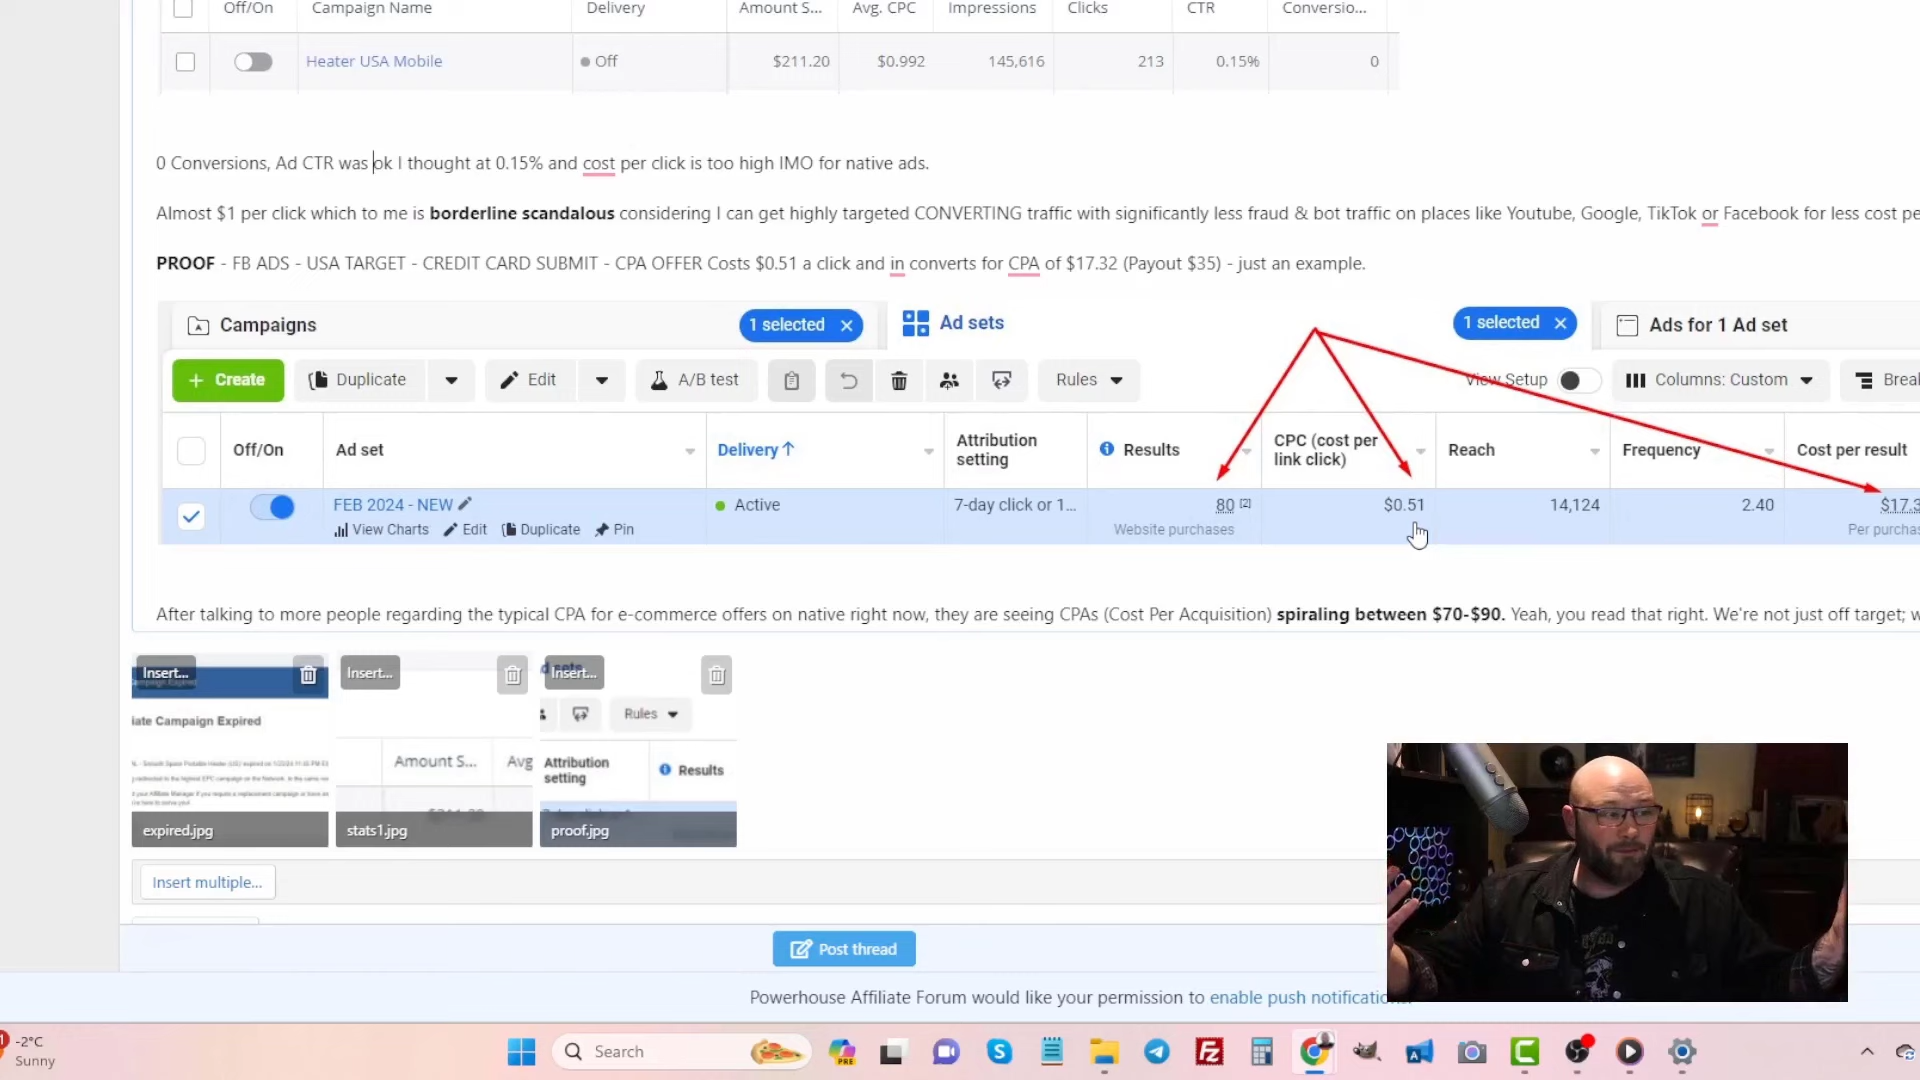 Off/On Campaign Name Delivery Amount S... Avg. CPC Impressions Clicks CTR Conversio...
Heater USA Mobile Off $211.20 $0.992 145,616 213 0.15% 0
0 Conversions, Ad CTR was ok I thought at 0.15% and cost per click is too high IMO for native ads.
Almost $1 per click which to me is borderline scandalous considering I can get highly targeted CONVERTING traffic with significantly less fraud & bot traffic on places like Youtube, Google, TikTok or Facebook for less cost pe
PROOF - FB ADS - USA TARGET - CREDIT CARD SUBMIT - CPA OFFER Costs $0.51 a click and in converts for CPA of $17.32 (Payout $35) - just an example.
Campaigns 1 selected Ad sets 1 selected Ads for 1 Ad set
+ Create Duplicate Edit A/B test Rules View Setup Columns: Custom Brea
Off/On Ad set Delivery ↑ Attribution setting Results CPC (cost per link click) Reach Frequency Cost per result
FEB 2024 - NEW Active 7-day click or 1... 80 [2] $0.51 14,124 2.40 $17.3
View Charts Edit Duplicate Pin Website purchases Per purcha
After talking to more people regarding the typical CPA for e-commerce offers on native right now, they are seeing CPAs (Cost Per Acquisition) spiraling between $70-$90. Yeah, you read that right. We're not just off target; w
Insert... Insert... d sets Insert...
iate Campaign Expired Rules
Amount S... Avg Attribution setting Results
expired.jpg stats1.jpg proof.jpg
Insert multiple...
Post thread
Powerhouse Affiliate Forum would like your permission to enable push notificatio
-2°C
Sunny
Search
PRE